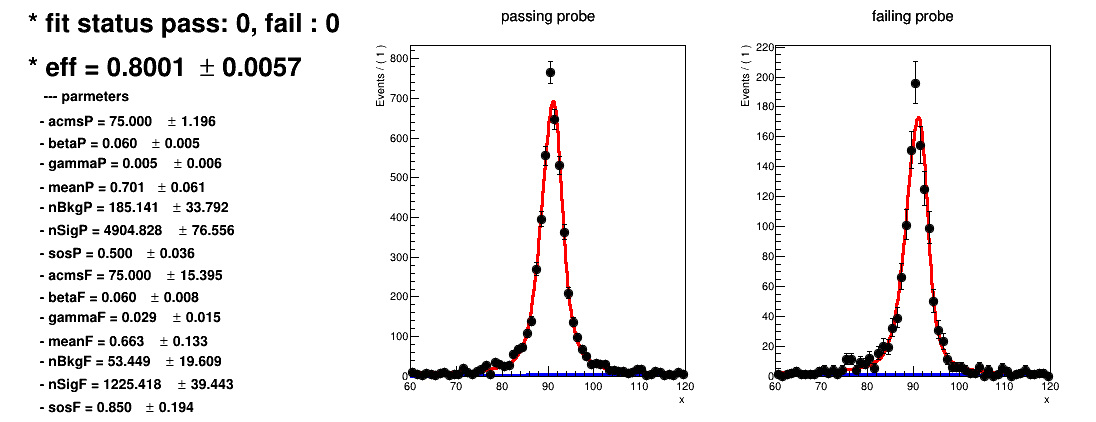 * fit status pass: 0, fail : 0
* eff = 0.8001 ± 0.0057
--- parmeters
- acmsP = 75.000 ± 1.196
- betaP = 0.060 ± 0.005
- gammaP = 0.005 ± 0.006
- meanP = 0.701 ± 0.061
- nBkgP = 185.141 ± 33.792
- nSigP = 4904.828 ± 76.556
- sosP = 0.500 ± 0.036
- acmsF = 75.000 ± 15.395
- betaF = 0.060 ± 0.008
- gammaF = 0.029 ± 0.015
- meanF = 0.663 ± 0.133
- nBkgF = 53.449 ± 19.609
- nSigF = 1225.418 ± 39.443
- sosF = 0.850 ± 0.194
passing probe
Events / ( 1 )
800
700
600
500
400
300
200
100
0
60 70 80 90 100 110 120
x
failing probe
Events / ( 1 )
220
200
180
160
140
120
100
80
60
40
20
0
60 70 80 90 100 110 120
x